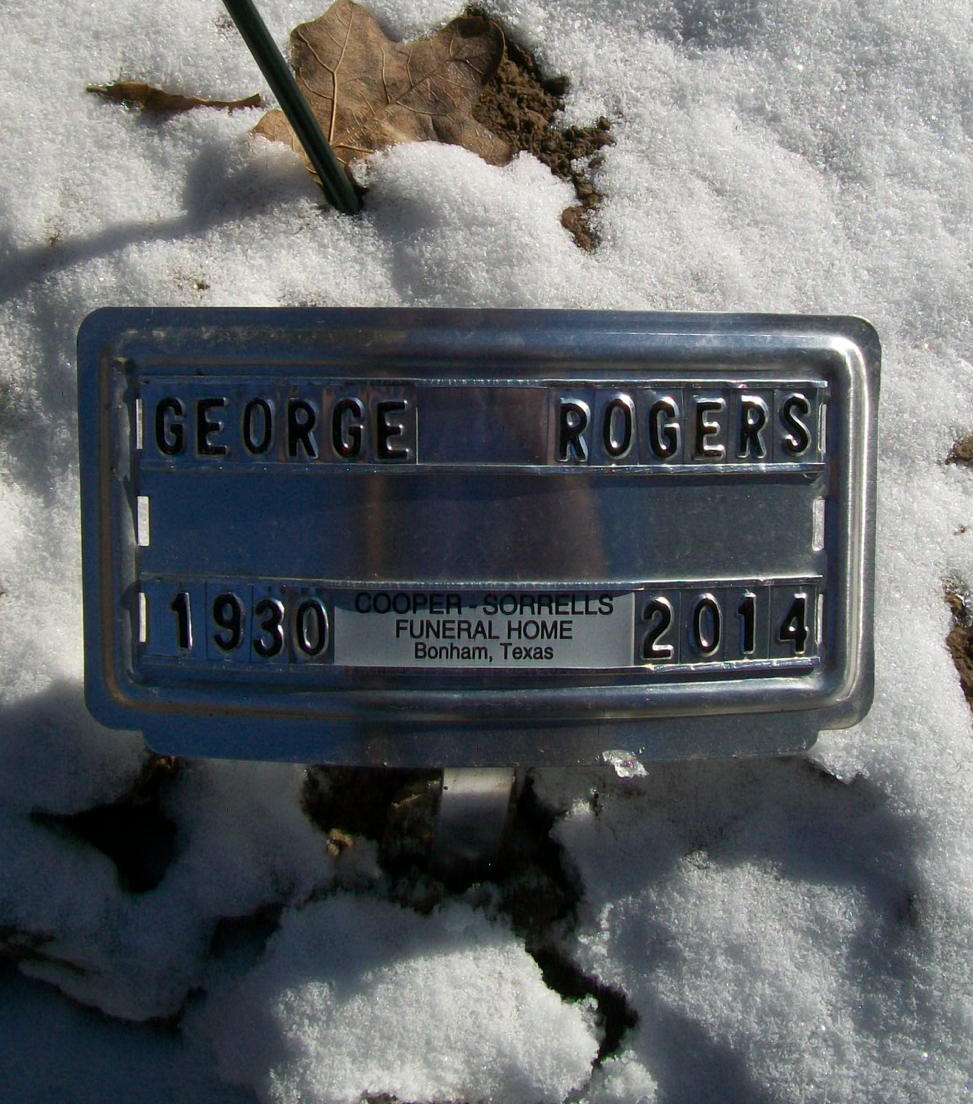 GEORGE ROGERS
1930 COOPER - SORRELLS 2014
FUNERAL HOME
Bonham, Texas